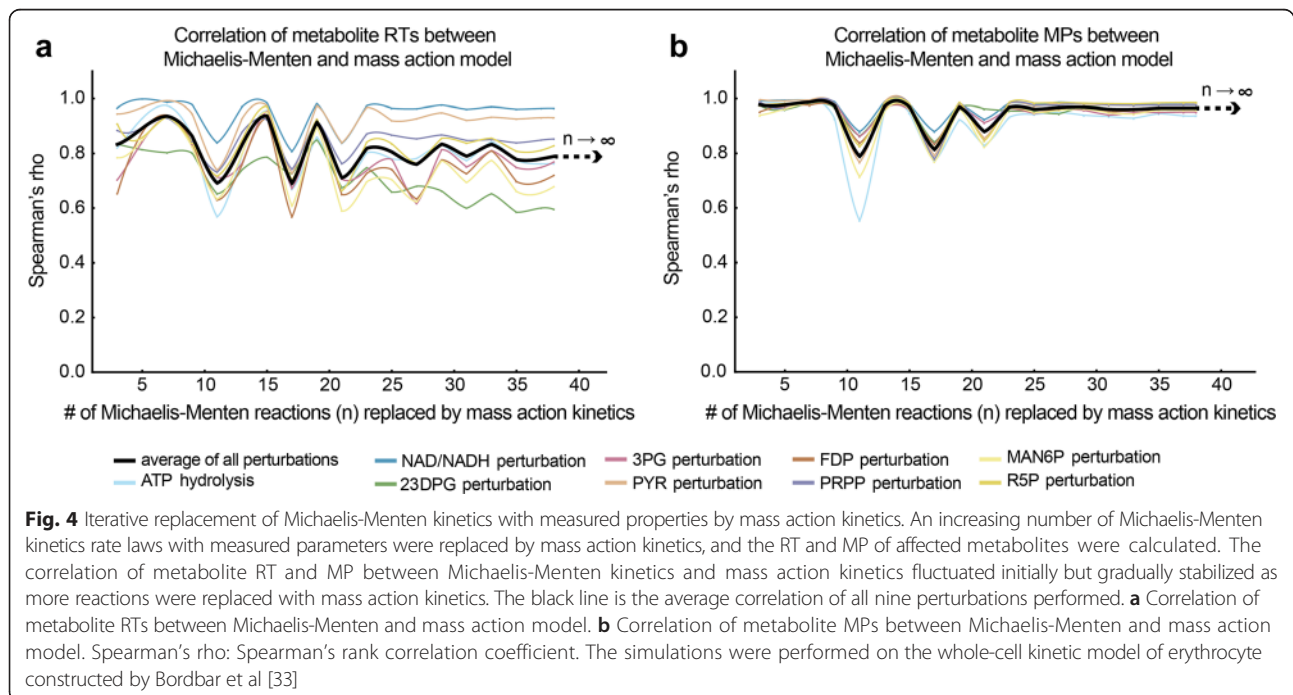 a
Correlation of metabolite RTs between
Michaelis-Menten and mass action model
Spearman's rho
1.0
0.8
0.6
0.4
0.2
0.0
n → ∞
5 10 15 20 25 30 35 40
# of Michaelis-Menten reactions (n) replaced by mass action kinetics
b
Correlation of metabolite MPs between
Michaelis-Menten and mass action model
Spearman's rho
1.0
0.8
0.6
0.4
0.2
0.0
n → ∞
5 10 15 20 25 30 35 40
# of Michaelis-Menten reactions (n) replaced by mass action kinetics
average of all perturbations NAD/NADH perturbation 3PG perturbation FDP perturbation MAN6P perturbation
ATP hydrolysis 23DPG perturbation PYR perturbation PRPP perturbation R5P perturbation
Fig. 4 Iterative replacement of Michaelis-Menten kinetics with measured properties by mass action kinetics. An increasing number of Michaelis-Menten
kinetics rate laws with measured parameters were replaced by mass action kinetics, and the RT and MP of affected metabolites were calculated. The
correlation of metabolite RT and MP between Michaelis-Menten kinetics and mass action kinetics fluctuated initially but gradually stabilized as
more reactions were replaced with mass action kinetics. The black line is the average correlation of all nine perturbations performed. a Correlation of
metabolite RTs between Michaelis-Menten and mass action model. b Correlation of metabolite MPs between Michaelis-Menten and mass action
model. Spearman's rho: Spearman's rank correlation coefficient. The simulations were performed on the whole-cell kinetic model of erythrocyte
constructed by Bordbar et al [33]